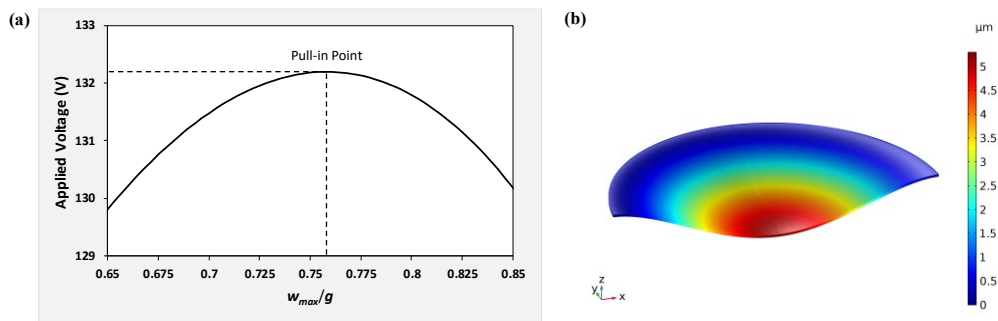 (a)
133
132
131
130
129
Applied Voltage (V)
Pull-in Point
0.65 0.675 0.7 0.725 0.75 0.775 0.8 0.825 0.85
wmax/g
(b)
µm
5
4.5
4
3.5
3
2.5
2
1.5
1
0.5
0
z
y
x